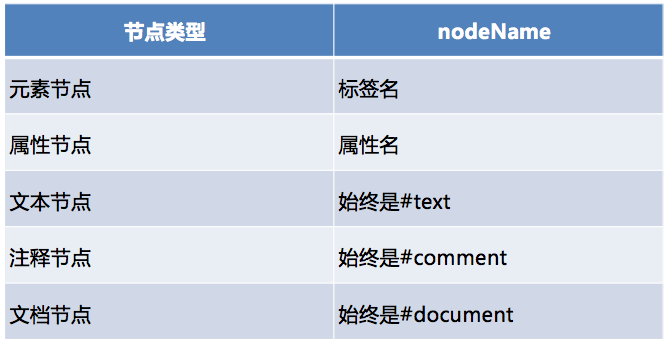 节点类型 nodeName
元素节点 标签名
属性节点 属性名
文本节点 始终是#text
注释节点 始终是#comment
文档节点 始终是#document